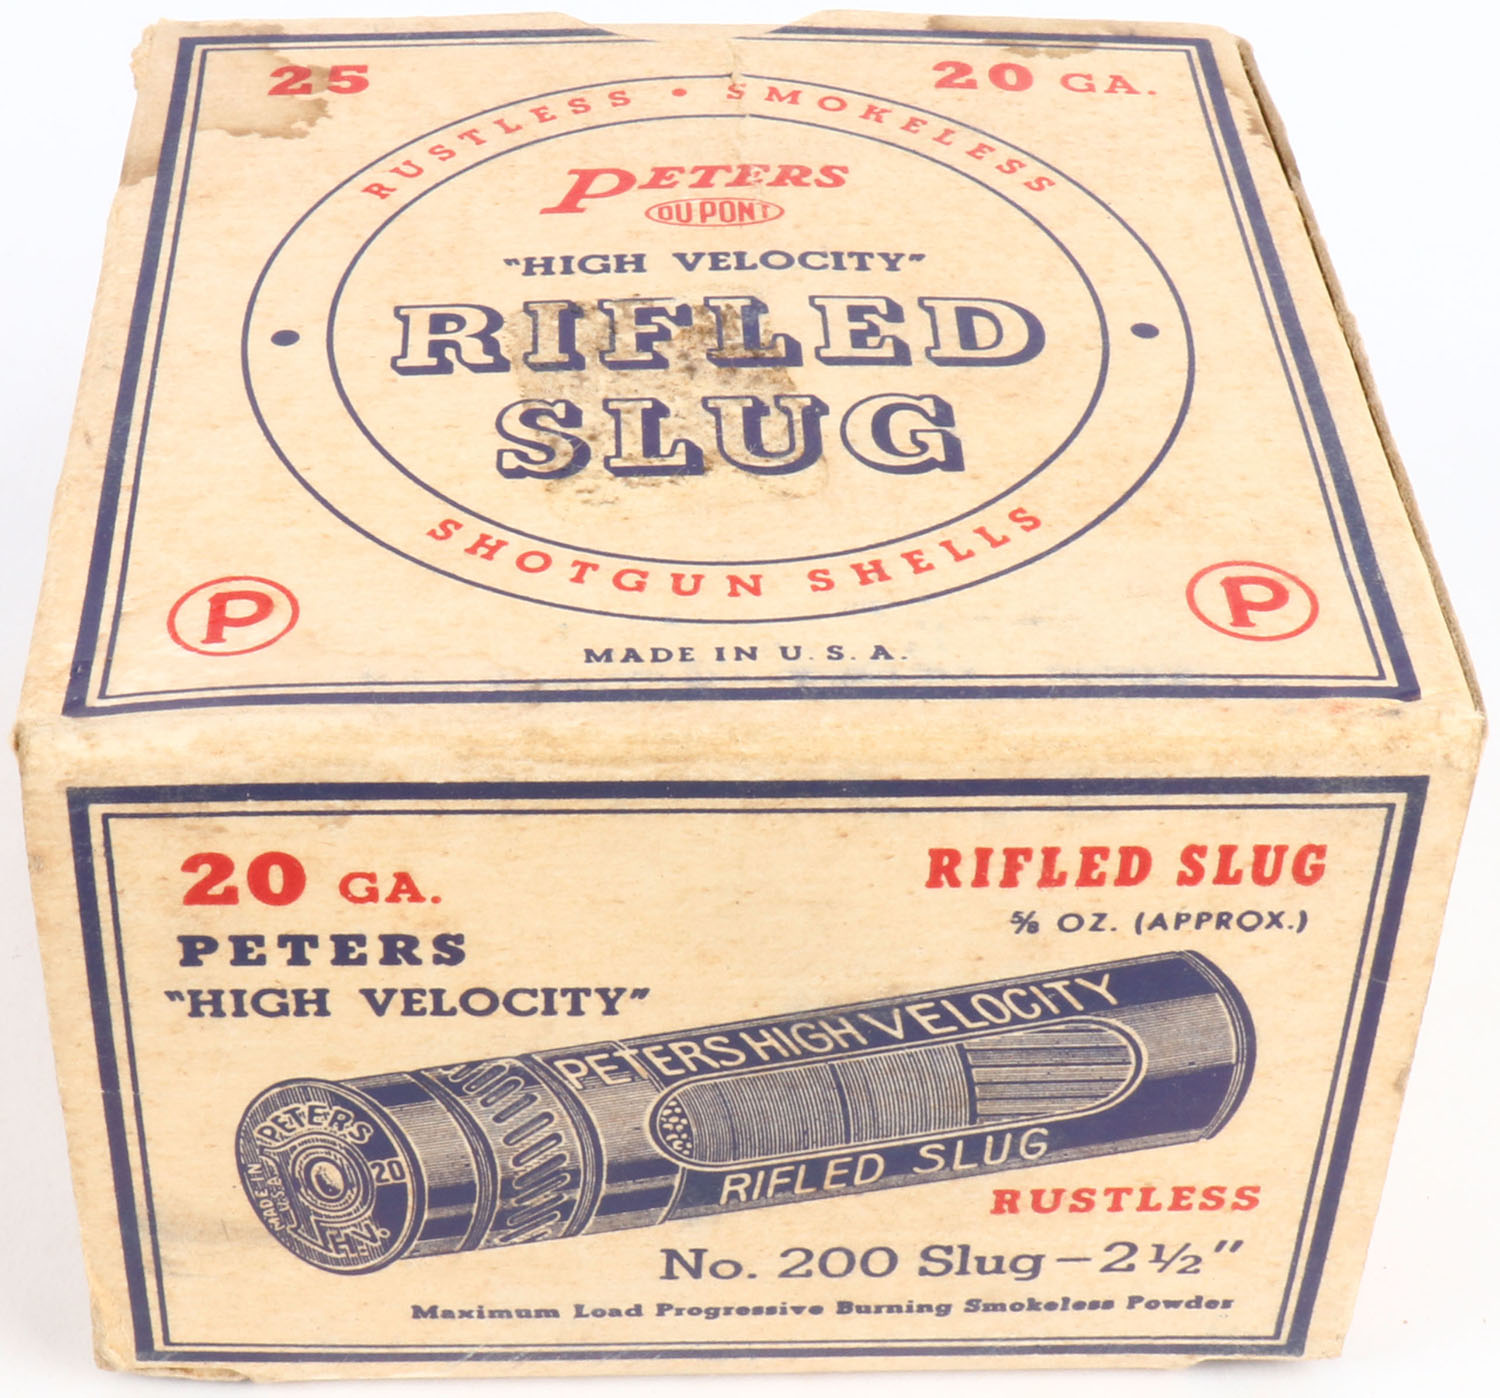 25
20 GA.
RUSTLESS • SMOKELESS
PETERS
DU PONT
"HIGH VELOCITY"
RIFLED
SLUG
SHOTGUN SHELLS
P
P
MADE IN U. S. A.
20 GA.
RIFLED SLUG
⅝ OZ. (APPROX.)
PETERS
"HIGH VELOCITY"
PETERS HIGH VELOCITY
RIFLED SLUG
PETERS
20
MADE IN
U.S.A.
H.V.
RUSTLESS
No. 200 Slug — 2 ½"
Maximum Load Progressive Burning Smokeless Powder